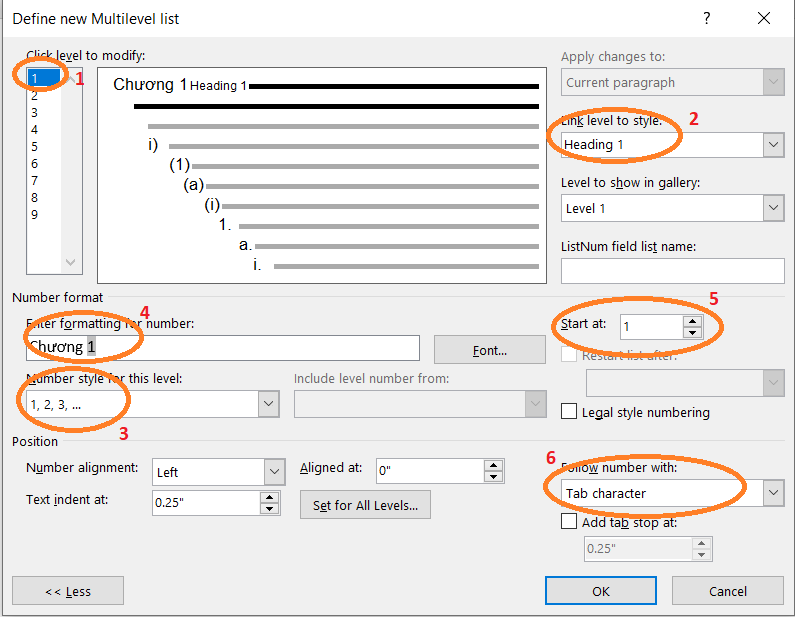 Define new Multilevel list ? ×
Click level to modify:
1
1
2
3
4
5
6
7
8
9
Chương 1 Heading 1
i)
(1)
(a)
(i)
1.
a.
i.
Apply changes to:
Current paragraph
Link level to style: 2
Heading 1
Level to show in gallery:
Level 1
ListNum field list name:
Number format
4
Enter formatting for number:
Chương 1
Font...
Number style for this level:
1, 2, 3, ...
3
Include level number from:
5
Start at: 1
Restart list after:
Legal style numbering
Position
Number alignment: Left
Aligned at: 0"
Text indent at: 0.25"
Set for All Levels...
6
Follow number with:
Tab character
Add tab stop at:
0.25"
<< Less
OK
Cancel